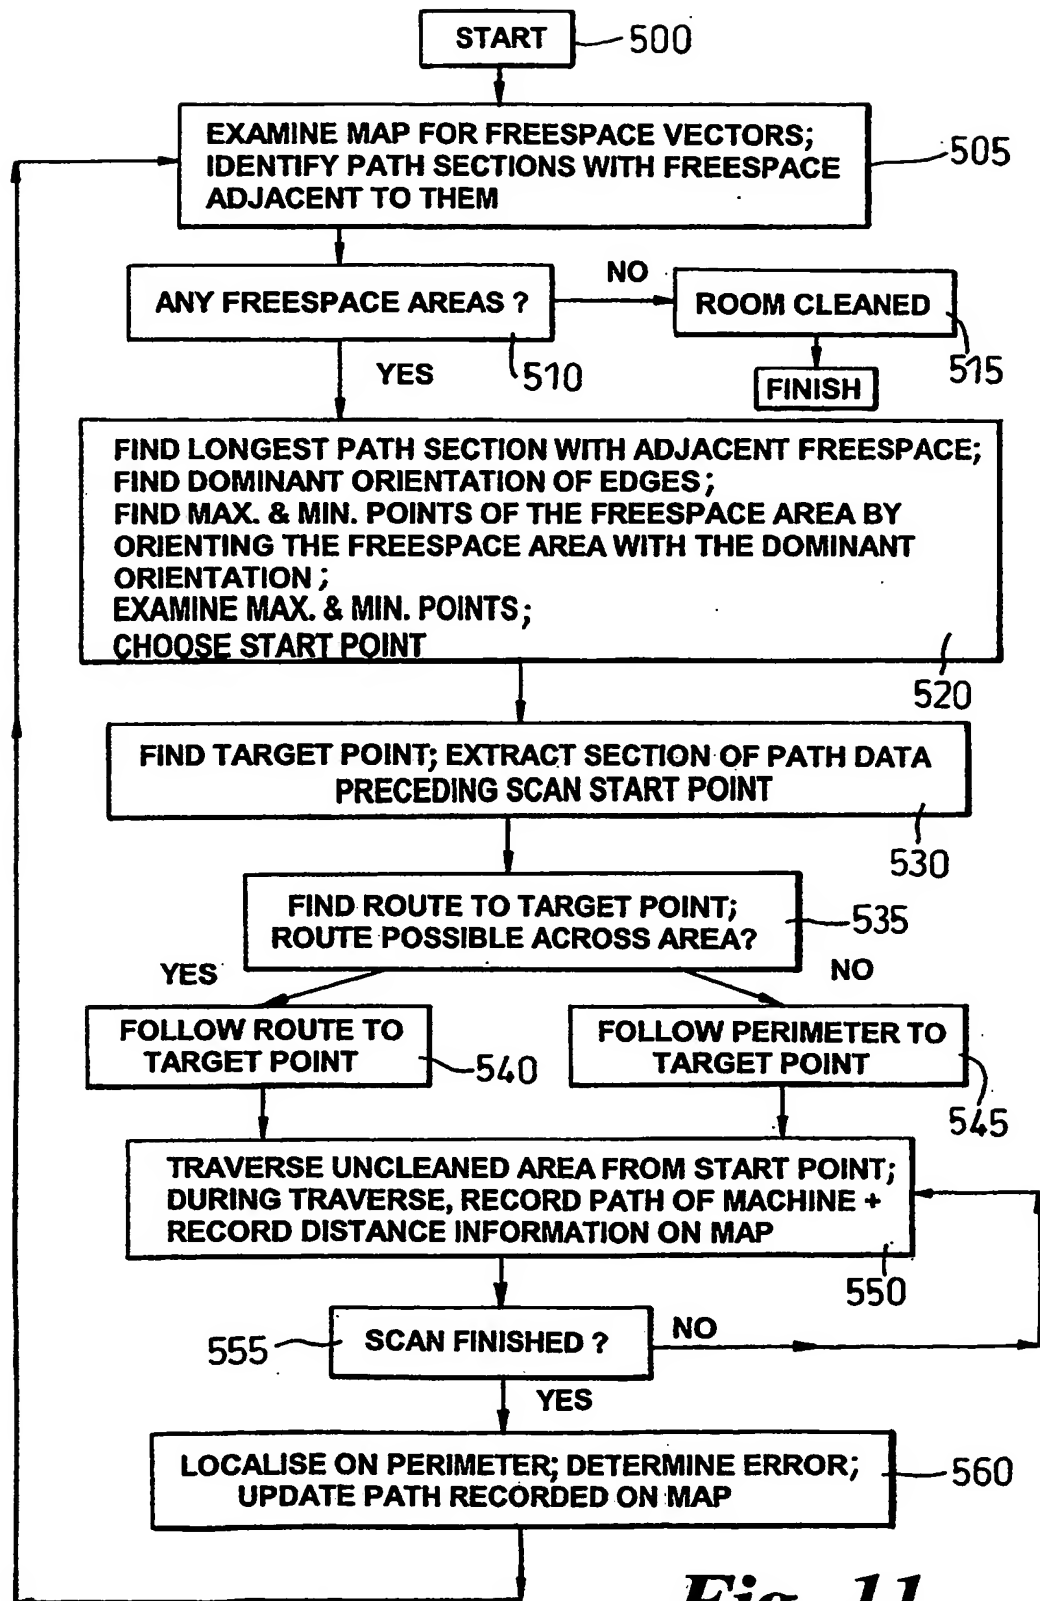 START
500
EXAMINE MAP FOR FREESPACE VECTORS;
IDENTIFY PATH SECTIONS WITH FREESPACE
ADJACENT TO THEM
505
ANY FREESPACE AREAS ?
510
NO
ROOM CLEANED
515
FINISH
YES
FIND LONGEST PATH SECTION WITH ADJACENT FREESPACE;
FIND DOMINANT ORIENTATION OF EDGES;
FIND MAX. & MIN. POINTS OF THE FREESPACE AREA BY
ORIENTING THE FREESPACE AREA WITH THE DOMINANT
ORIENTATION;
EXAMINE MAX. & MIN. POINTS;
CHOOSE START POINT
520
FIND TARGET POINT; EXTRACT SECTION OF PATH DATA
PRECEDING SCAN START POINT
530
FIND ROUTE TO TARGET POINT;
ROUTE POSSIBLE ACROSS AREA?
535
YES
NO
FOLLOW ROUTE TO
TARGET POINT
540
FOLLOW PERIMETER TO
TARGET POINT
545
TRAVERSE UNCLEANED AREA FROM START POINT;
DURING TRAVERSE, RECORD PATH OF MACHINE +
RECORD DISTANCE INFORMATION ON MAP
550
555
SCAN FINISHED ?
NO
YES
LOCALISE ON PERIMETER; DETERMINE ERROR;
UPDATE PATH RECORDED ON MAP
560
Fig. 11